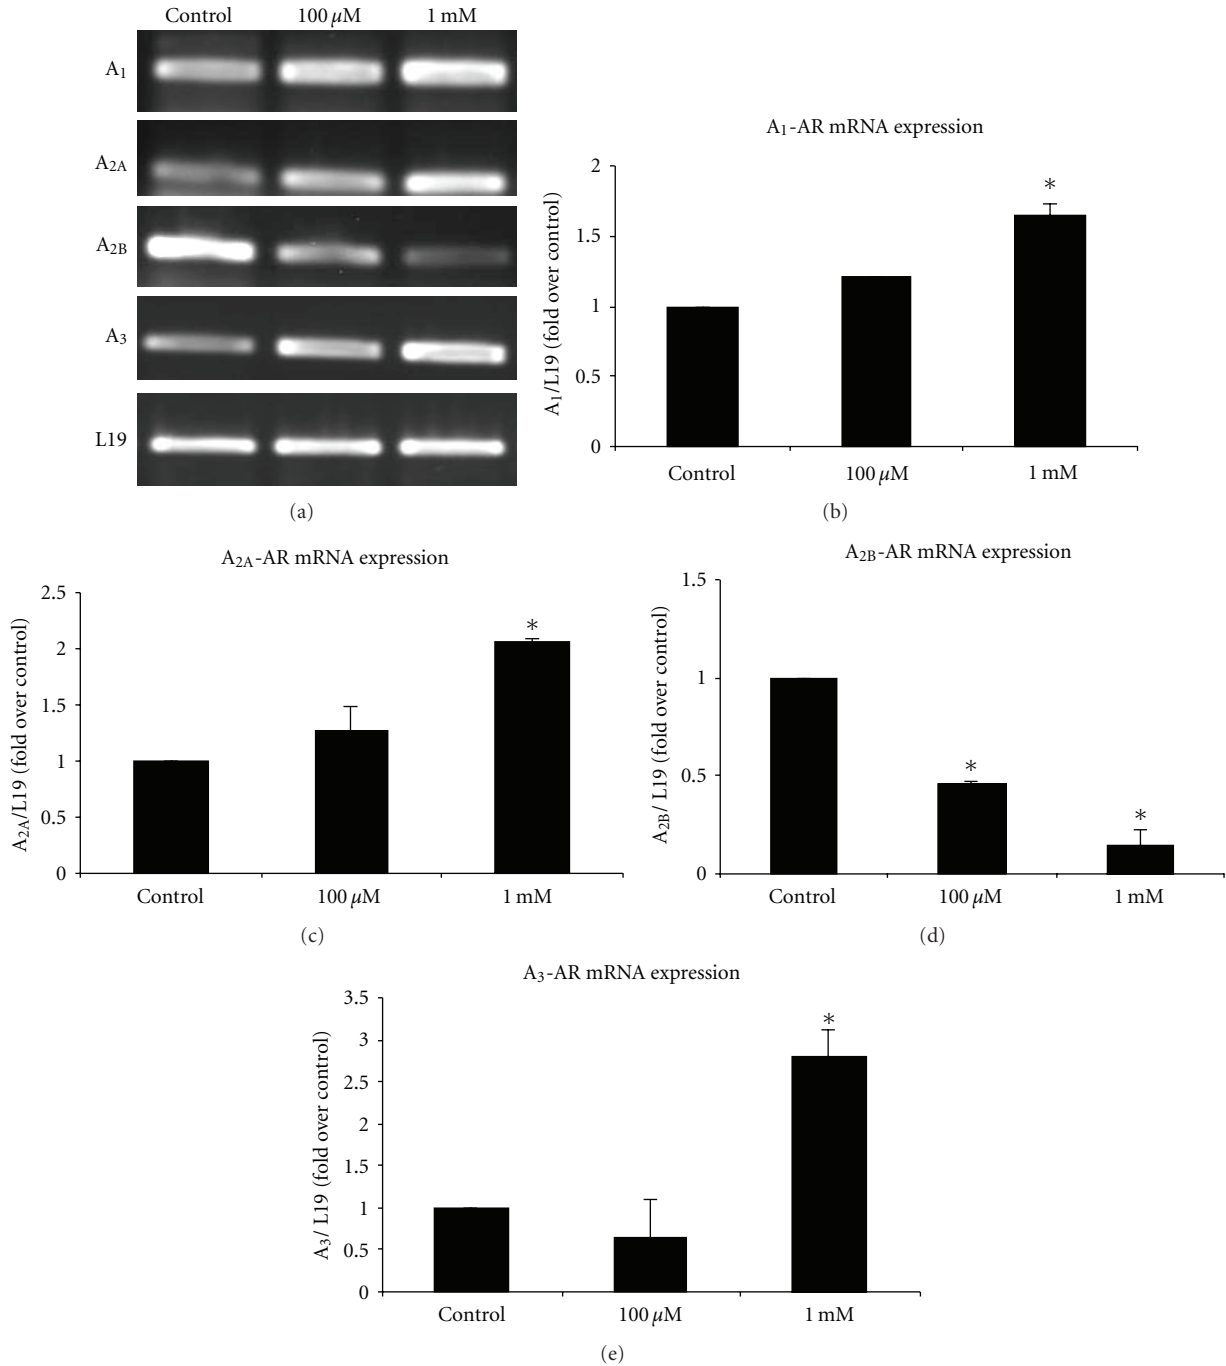 Control 100 μM 1 mM
A1
A2A
A2B
A3
L19
(a)
A1-AR mRNA expression
A1/L19 (fold over control)
2
1.5
1
0.5
0
Control 100 μM 1 mM
(b)
A2A-AR mRNA expression
A2A/L19 (fold over control)
2.5
2
1.5
1
0.5
0
*
Control 100 μM 1 mM
(c)
A2B-AR mRNA expression
A2B/ L19 (fold over control)
1.5
1
0.5
0
*
*
Control 100 μM 1 mM
(d)
A3-AR mRNA expression
A3/ L19 (fold over control)
3.5
3
2.5
2
1.5
1
0.5
0
*
Control 100 μM 1 mM
(e)